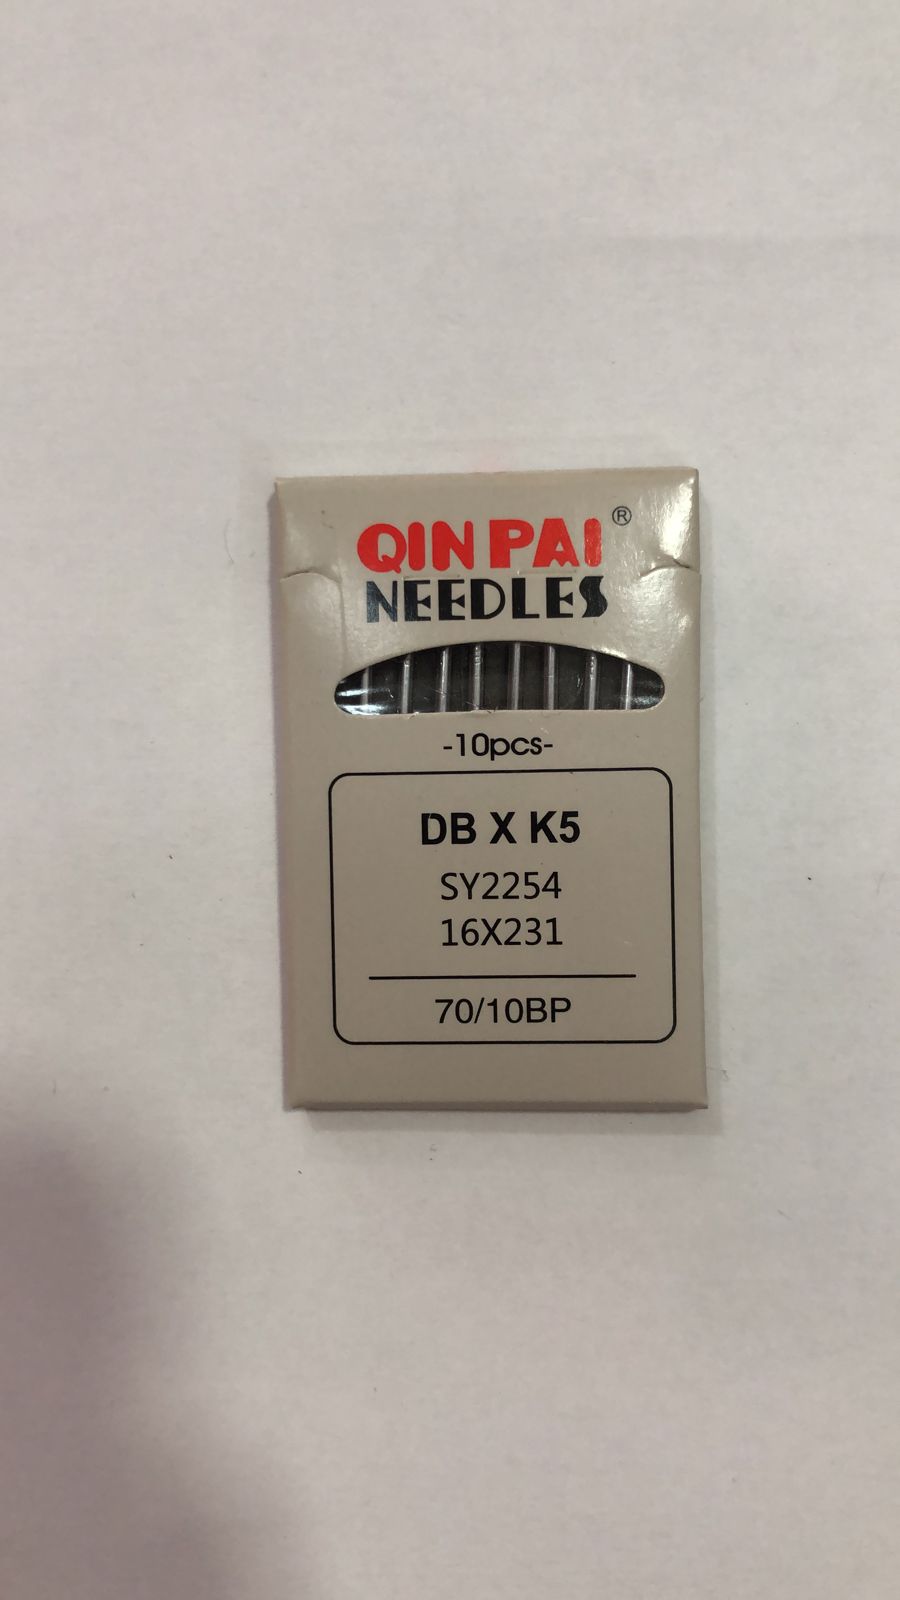 QIN PAI ®
NEEDLES
-10pcs-
DB X K5
SY2254
16X231
70/10BP